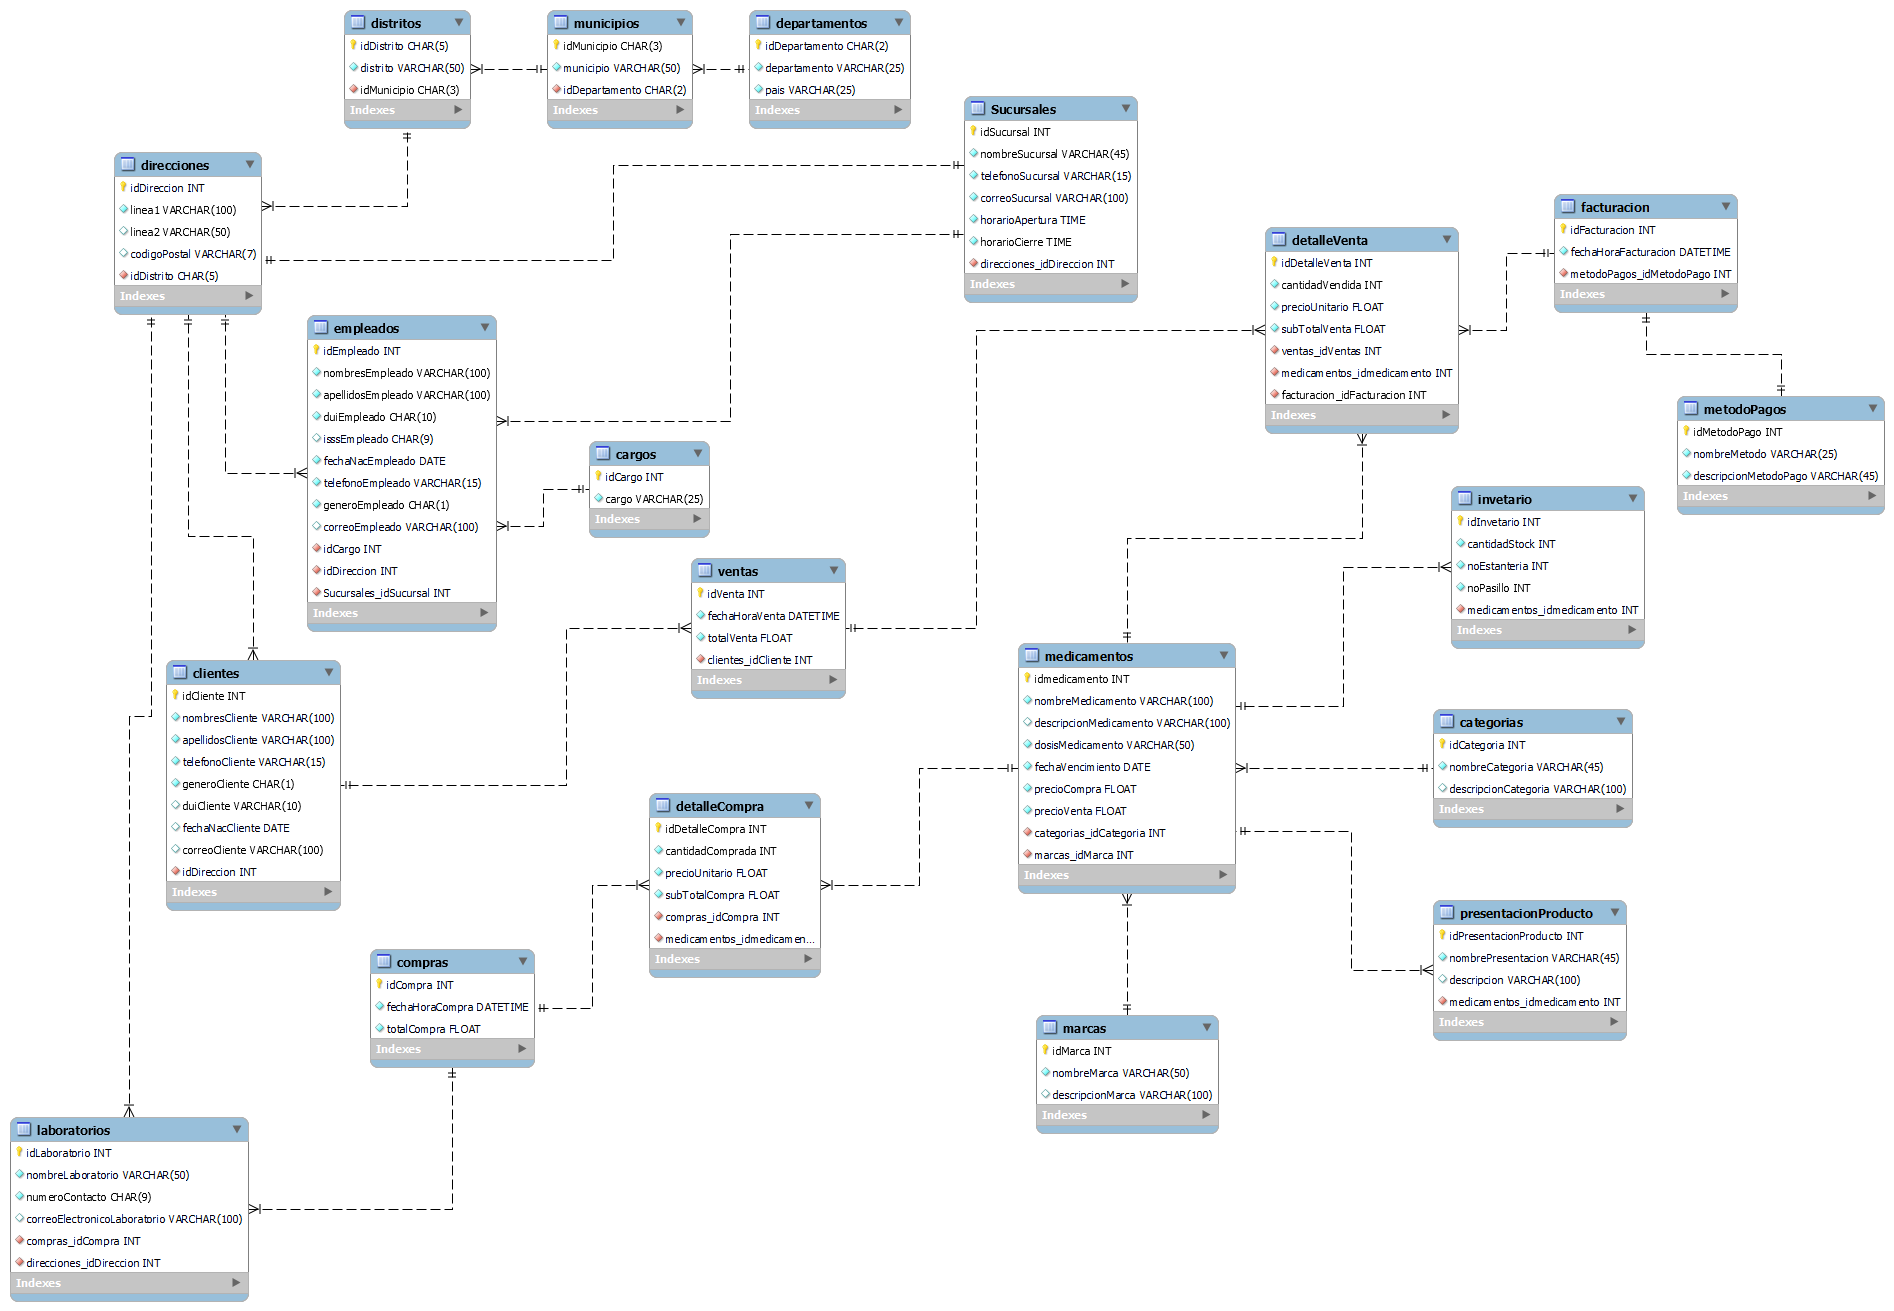 distritos
idDistrito CHAR(5)
distrito VARCHAR(50)
idMunicipio CHAR(3)
Indexes
municipios
idMunicipio CHAR(3)
municipio VARCHAR(50)
idDepartamento CHAR(2)
Indexes
departamentos
idDepartamento CHAR(2)
departamento VARCHAR(25)
pais VARCHAR(25)
Indexes
Sucursales
idSucursal INT
nombreSucursal VARCHAR(45)
telefonoSucursal VARCHAR(15)
correoSucursal VARCHAR(100)
horarioApertura TIME
horarioCierre TIME
direcciones_idDireccion INT
Indexes
direcciones
idDireccion INT
linea1 VARCHAR(100)
linea2 VARCHAR(50)
codigoPostal VARCHAR(7)
idDistrito CHAR(5)
Indexes
facturacion
idFacturacion INT
fechaHoraFacturacion DATETIME
metodoPagos_idMetodoPago INT
Indexes
detalleVenta
idDetalleVenta INT
cantidadVendida INT
precioUnitario FLOAT
subTotalVenta FLOAT
ventas_idVentas INT
medicamentos_idmedicamento INT
facturacion_idFacturacion INT
Indexes
empleados
idEmpleado INT
nombresEmpleado VARCHAR(100)
apellidosEmpleado VARCHAR(100)
duiEmpleado CHAR(10)
isssEmpleado CHAR(9)
fechaNacEmpleado DATE
telefonoEmpleado VARCHAR(15)
generoEmpleado CHAR(1)
correoEmpleado VARCHAR(100)
idCargo INT
idDireccion INT
Sucursales_idSucursal INT
Indexes
metodoPagos
idMetodoPago INT
nombreMetodo VARCHAR(25)
descripcionMetodoPago VARCHAR(45)
Indexes
cargos
idCargo INT
cargo VARCHAR(25)
Indexes
invetario
idInvetario INT
cantidadStock INT
noEstanteria INT
noPasillo INT
medicamentos_idmedicamento INT
Indexes
ventas
idVenta INT
fechaHoraVenta DATETIME
totalVenta FLOAT
clientes_idCliente INT
Indexes
medicamentos
idmedicamento INT
nombreMedicamento VARCHAR(100)
descripcionMedicamento VARCHAR(100)
dosisMedicamento VARCHAR(50)
fechaVencimiento DATE
precioCompra FLOAT
precioVenta FLOAT
categorias_idCategoria INT
marcas_idMarca INT
Indexes
clientes
idCliente INT
nombresCliente VARCHAR(100)
apellidosCliente VARCHAR(100)
telefonoCliente VARCHAR(15)
generoCliente CHAR(1)
duiCliente VARCHAR(10)
fechaNacCliente DATE
correoCliente VARCHAR(100)
idDireccion INT
Indexes
categorias
idCategoria INT
nombreCategoria VARCHAR(45)
descripcionCategoria VARCHAR(100)
Indexes
detalleCompra
idDetalleCompra INT
cantidadComprada INT
precioUnitario FLOAT
subTotalCompra FLOAT
compras_idCompra INT
medicamentos_idmedicamen...
Indexes
presentacionProducto
idPresentacionProducto INT
nombrePresentacion VARCHAR(45)
descripcion VARCHAR(100)
medicamentos_idmedicamento INT
Indexes
compras
idCompra INT
fechaHoraCompra DATETIME
totalCompra FLOAT
Indexes
marcas
idMarca INT
nombreMarca VARCHAR(50)
descripcionMarca VARCHAR(100)
Indexes
laboratorios
idLaboratorio INT
nombreLaboratorio VARCHAR(50)
numeroContacto CHAR(9)
correoElectronicoLaboratorio VARCHAR(100)
compras_idCompra INT
direcciones_idDireccion INT
Indexes